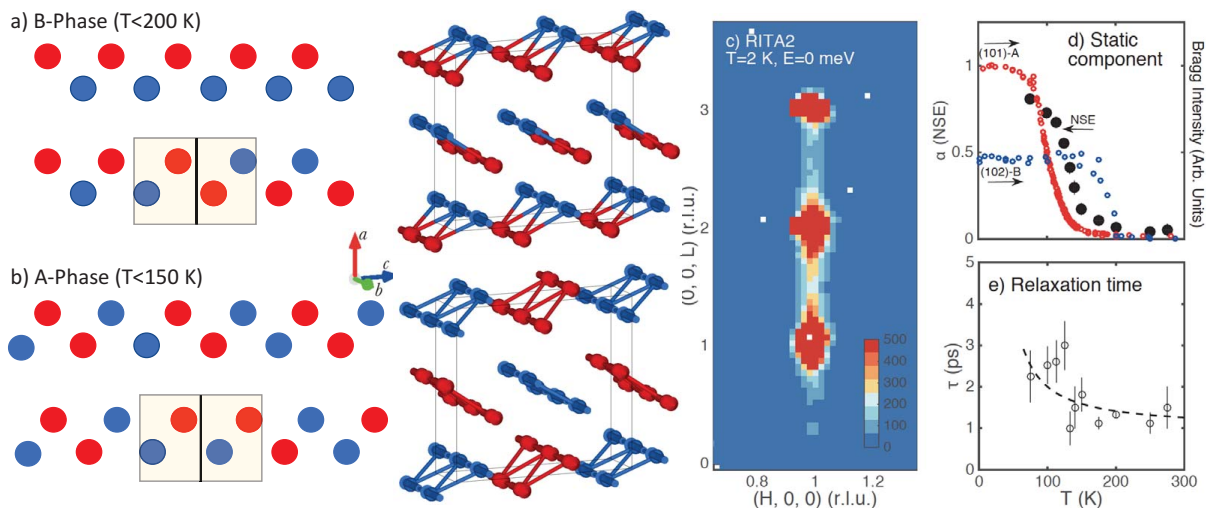 a) B-Phase (T<200 K)
b) A-Phase (T<150 K)
a
c
b
c) RITA2
T=2 K, E=0 meV
(0, 0, L) (r.l.u.)
3
2
1
0
500
400
300
200
100
0
0.8
1
1.2
(H, 0, 0) (r.l.u.)
d) Static
component
(101)-A
NSE
(102)-B
α (NSE)
1
0.5
0
Bragg Intensity (Arb. Units)
e) Relaxation time
τ (ps)
5
4
3
2
1
0
0
100
200
300
T (K)